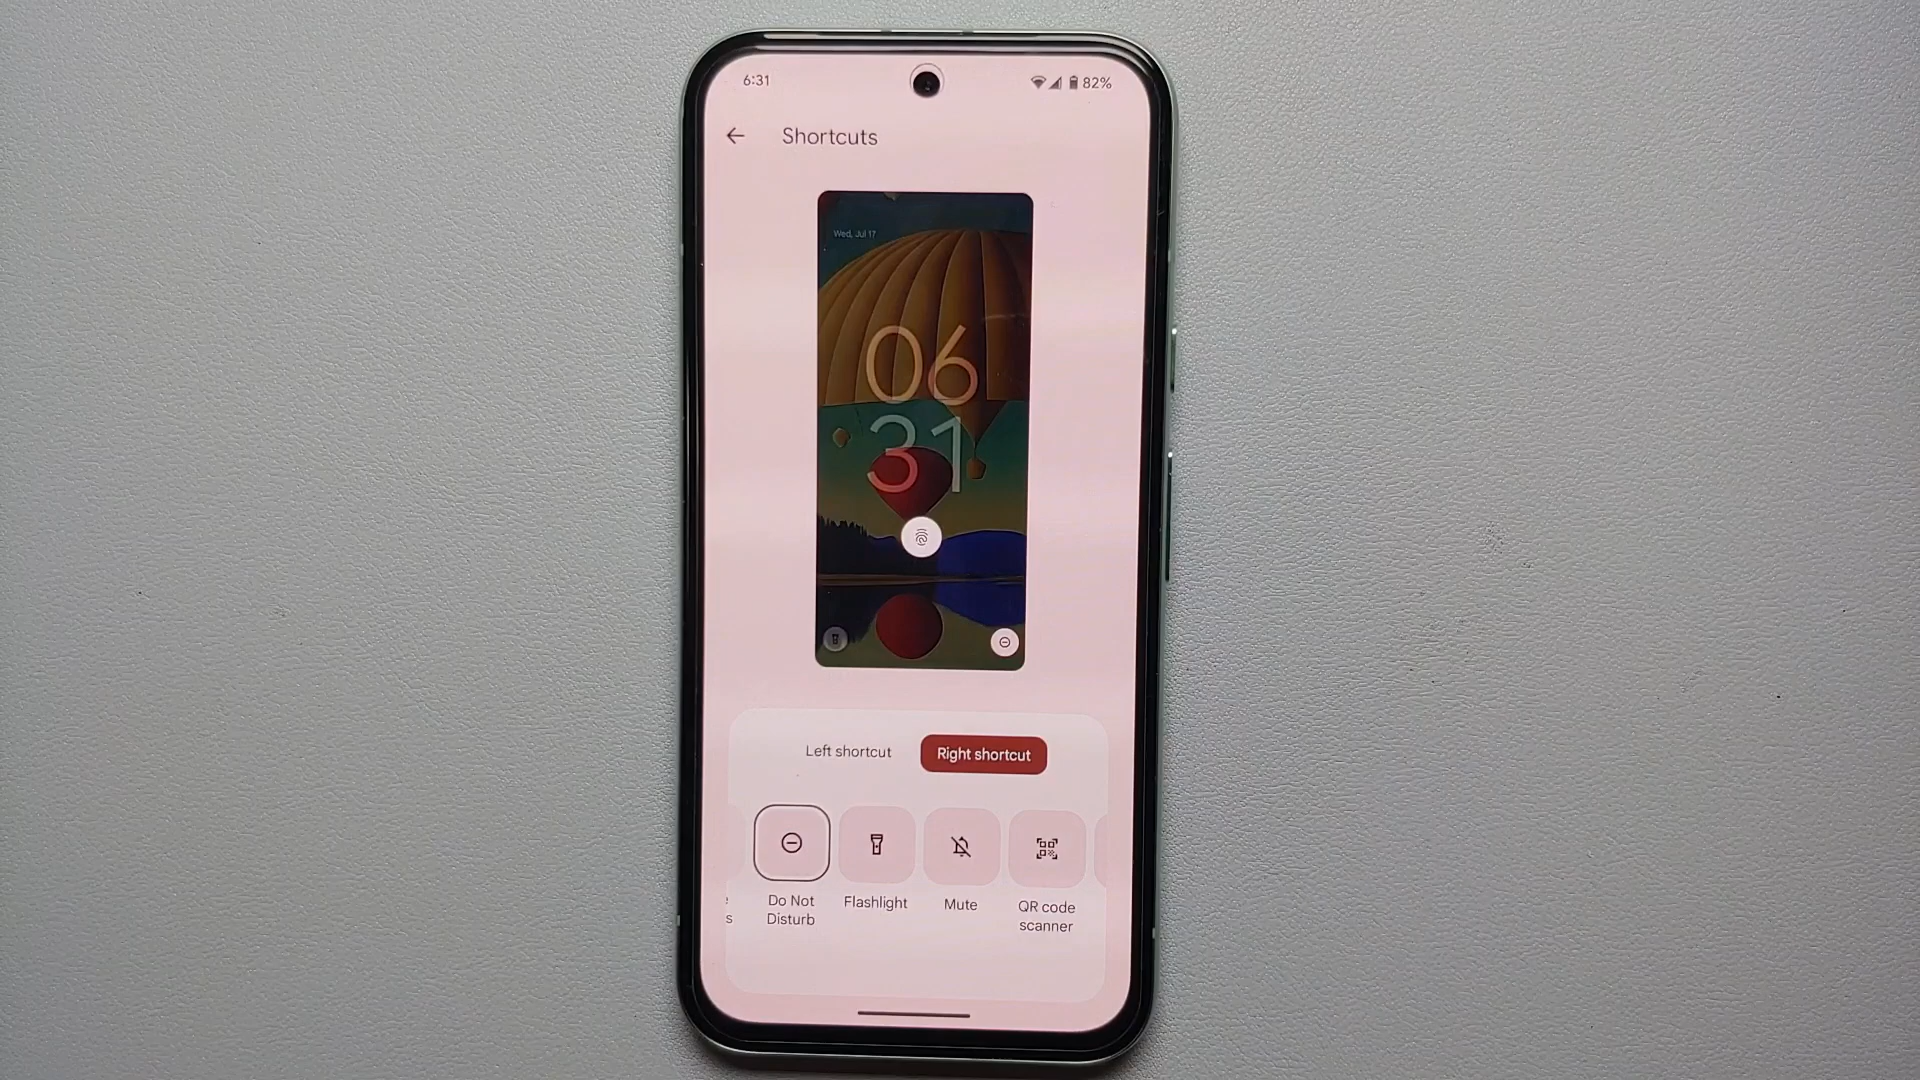 6:31
82%
Shortcuts
Wed, Jul 17
06
31
Left shortcut
Right shortcut
Do Not
Disturb
Flashlight
Mute
QR code
scanner